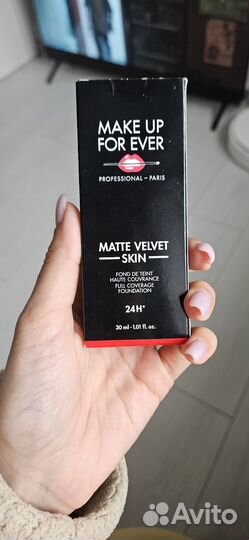 MAKE UP
FOR EVER
PROFESSIONAL – PARIS
MATTE VELVET
— SKIN —
FOND DE TEINT
HAUTE COUVRANCE
FULL COVERAGE
FOUNDATION
24H*
30 ml - 1.01 fl. oz.
Avito